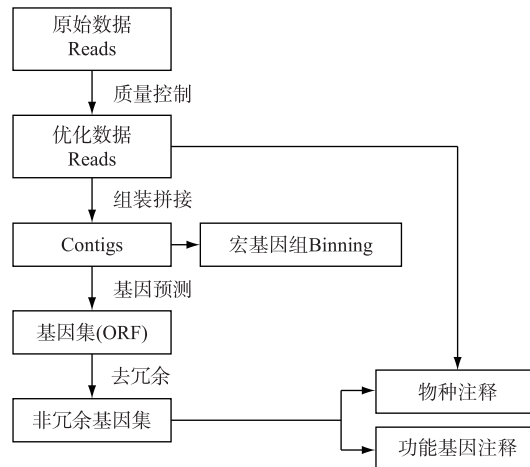 原始数据
Reads
质量控制
优化数据
Reads
组装拼接
Contigs
宏基因组Binning
基因预测
基因集(ORF)
去冗余
物种注释
非冗余基因集
功能基因注释